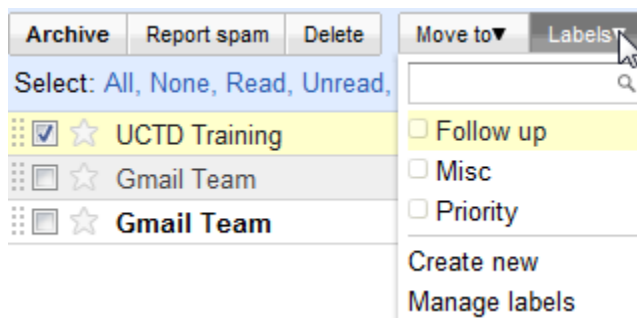 Archive Report spam Delete Move to▼ Labels▼
Select: All, None, Read, Unread,
UCTD Training
Gmail Team
Gmail Team
Follow up
Misc
Priority
Create new
Manage labels